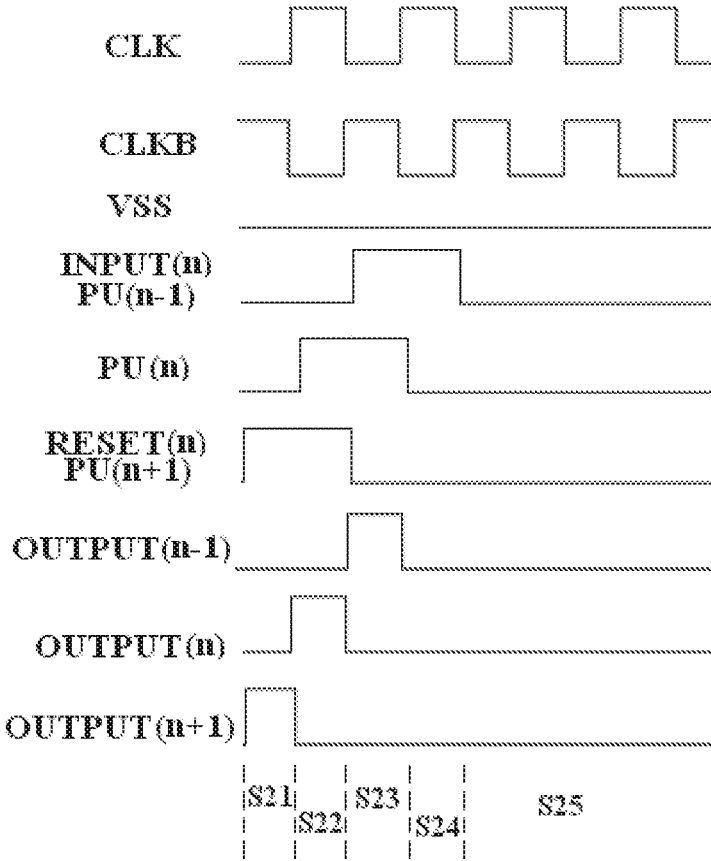 CLK
CLKB
VSS
INPUT(n)
PU(n-1)
PU(n)
RESET(n)
PU(n+1)
OUTPUT(n-1)
OUTPUT(n)
OUTPUT(n+1)
S21
S22
S23
S24
S25